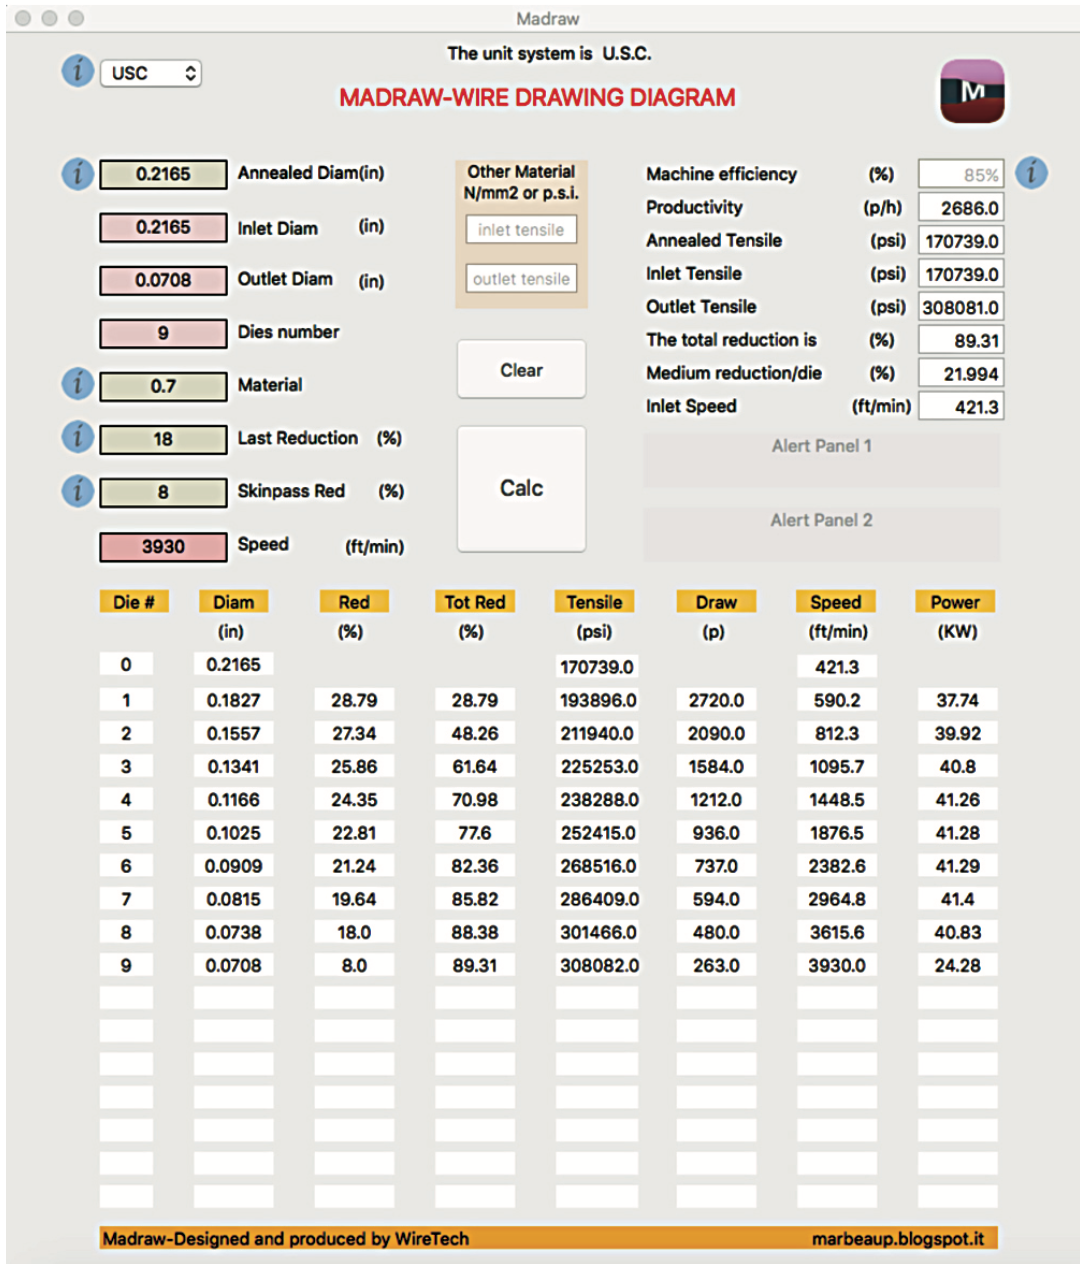 Madraw
The unit system is U.S.C.
i USC
MADRAW-WIRE DRAWING DIAGRAM
M
i 0.2165 Annealed Diam(in)
0.2165 Inlet Diam (in)
0.0708 Outlet Diam (in)
9 Dies number
i 0.7 Material
i 18 Last Reduction (%)
i 8 Skinpass Red (%)
3930 Speed (ft/min)
Other Material
N/mm2 or p.s.i.
inlet tensile
outlet tensile
Clear
Calc
Machine efficiency (%) 85% i
Productivity (p/h) 2686.0
Annealed Tensile (psi) 170739.0
Inlet Tensile (psi) 170739.0
Outlet Tensile (psi) 308081.0
The total reduction is (%) 89.31
Medium reduction/die (%) 21.994
Inlet Speed (ft/min) 421.3
Alert Panel 1
Alert Panel 2
Die # Diam Red Tot Red Tensile Draw Speed Power
(in) (%) (%) (psi) (p) (ft/min) (KW)
0 0.2165 170739.0 421.3
1 0.1827 28.79 28.79 193896.0 2720.0 590.2 37.74
2 0.1557 27.34 48.26 211940.0 2090.0 812.3 39.92
3 0.1341 25.86 61.64 225253.0 1584.0 1095.7 40.8
4 0.1166 24.35 70.98 238288.0 1212.0 1448.5 41.26
5 0.1025 22.81 77.6 252415.0 936.0 1876.5 41.28
6 0.0909 21.24 82.36 268516.0 737.0 2382.6 41.29
7 0.0815 19.64 85.82 286409.0 594.0 2964.8 41.4
8 0.0738 18.0 88.38 301466.0 480.0 3615.6 40.83
9 0.0708 8.0 89.31 308082.0 263.0 3930.0 24.28
Madraw-Designed and produced by WireTech marbeaup.blogspot.it